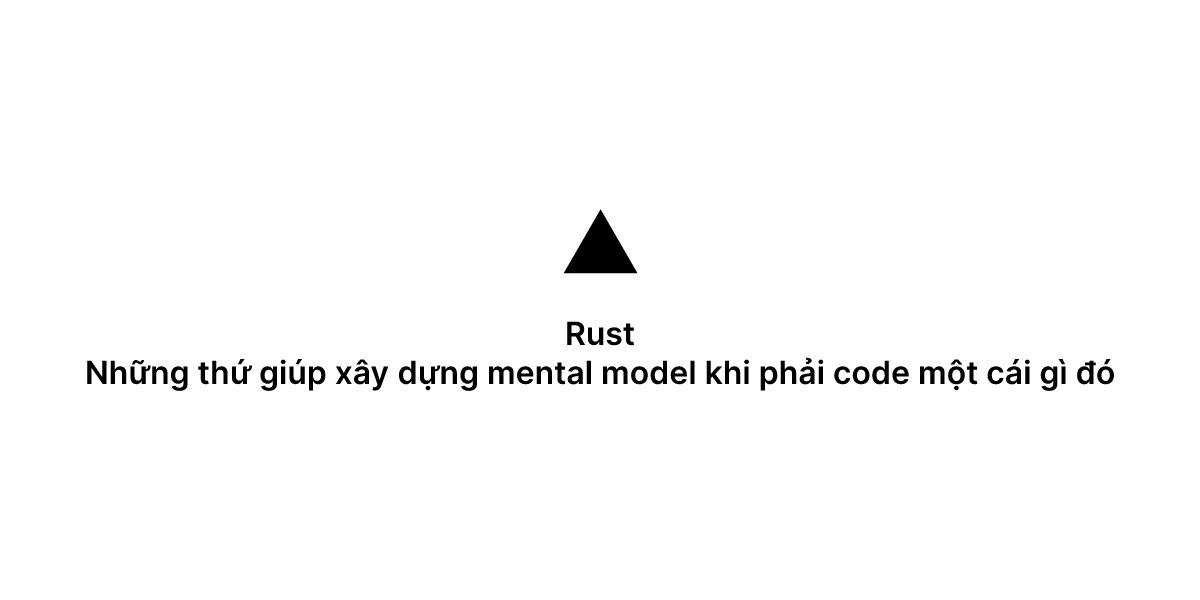 Rust
Những thứ giúp xây dựng mental model khi phải code một cái gì đó